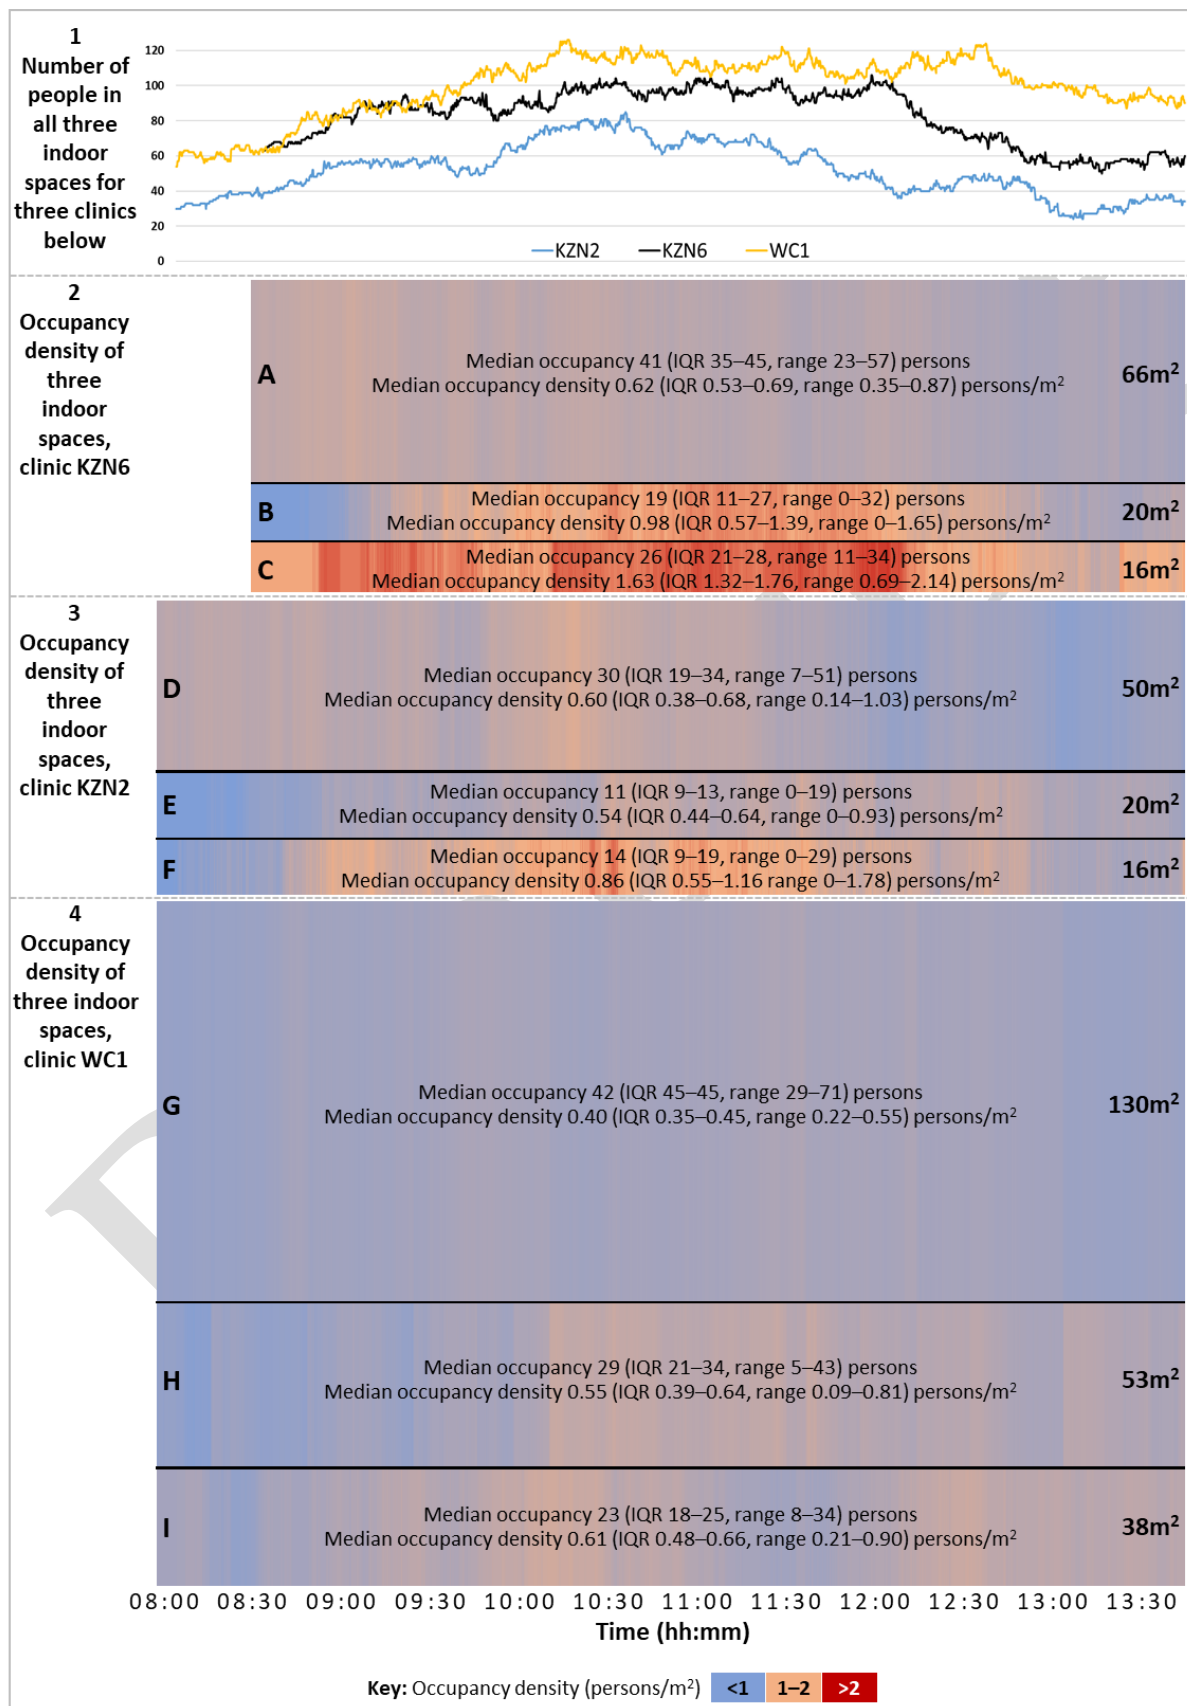 1
Number of
people in
all three
indoor
spaces for
three clinics
below
120
100
80
60
40
20
0
KZN2 KZN6 WC1
2
Occupancy
density of
three
indoor
spaces,
clinic KZN6
A
Median occupancy 41 (IQR 35–45, range 23–57) persons
Median occupancy density 0.62 (IQR 0.53–0.69, range 0.35–0.87) persons/m²
66m²
B
Median occupancy 19 (IQR 11–27, range 0–32) persons
Median occupancy density 0.98 (IQR 0.57–1.39, range 0–1.65) persons/m²
20m²
C
Median occupancy 26 (IQR 21–28, range 11–34) persons
Median occupancy density 1.63 (IQR 1.32–1.76, range 0.69–2.14) persons/m²
16m²
3
Occupancy
density of
three
indoor
spaces,
clinic KZN2
D
Median occupancy 30 (IQR 19–34, range 7–51) persons
Median occupancy density 0.60 (IQR 0.38–0.68, range 0.14–1.03) persons/m²
50m²
E
Median occupancy 11 (IQR 9–13, range 0–19) persons
Median occupancy density 0.54 (IQR 0.44–0.64, range 0–0.93) persons/m²
20m²
F
Median occupancy 14 (IQR 9–19, range 0–29) persons
Median occupancy density 0.86 (IQR 0.55–1.16 range 0–1.78) persons/m²
16m²
4
Occupancy
density of
three indoor
spaces,
clinic WC1
G
Median occupancy 42 (IQR 45–45, range 29–71) persons
Median occupancy density 0.40 (IQR 0.35–0.45, range 0.22–0.55) persons/m²
130m²
H
Median occupancy 29 (IQR 21–34, range 5–43) persons
Median occupancy density 0.55 (IQR 0.39–0.64, range 0.09–0.81) persons/m²
53m²
I
Median occupancy 23 (IQR 18–25, range 8–34) persons
Median occupancy density 0.61 (IQR 0.48–0.66, range 0.21–0.90) persons/m²
38m²
08:00 08:30 09:00 09:30 10:00 10:30 11:00 11:30 12:00 12:30 13:00 13:30
Time (hh:mm)
Key: Occupancy density (persons/m²) <1 1–2 >2